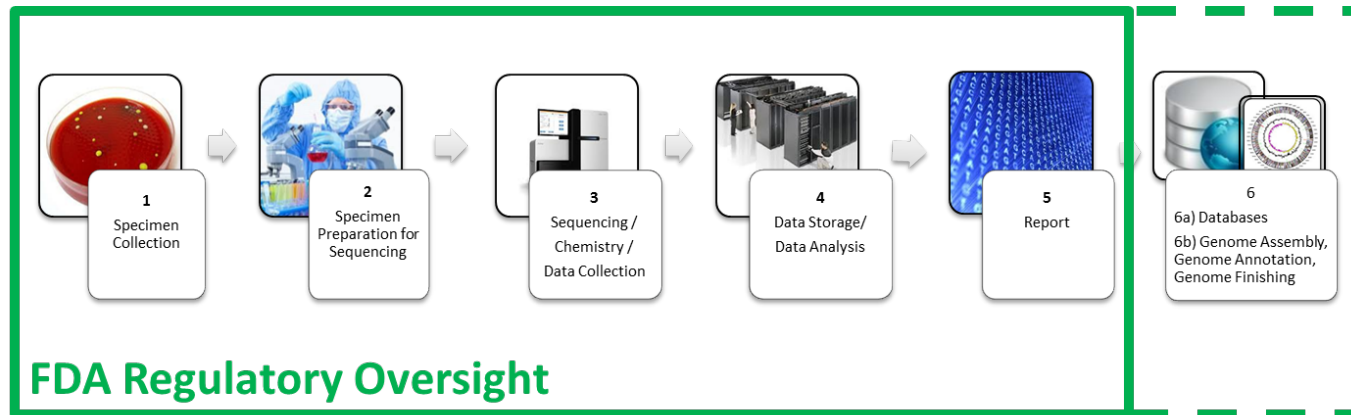 1
Specimen
Collection
2
Specimen
Preparation for
Sequencing
3
Sequencing /
Chemistry /
Data Collection
4
Data Storage/
Data Analysis
5
Report
6
6a) Databases
6b) Genome Assembly,
Genome Annotation,
Genome Finishing
FDA Regulatory Oversight